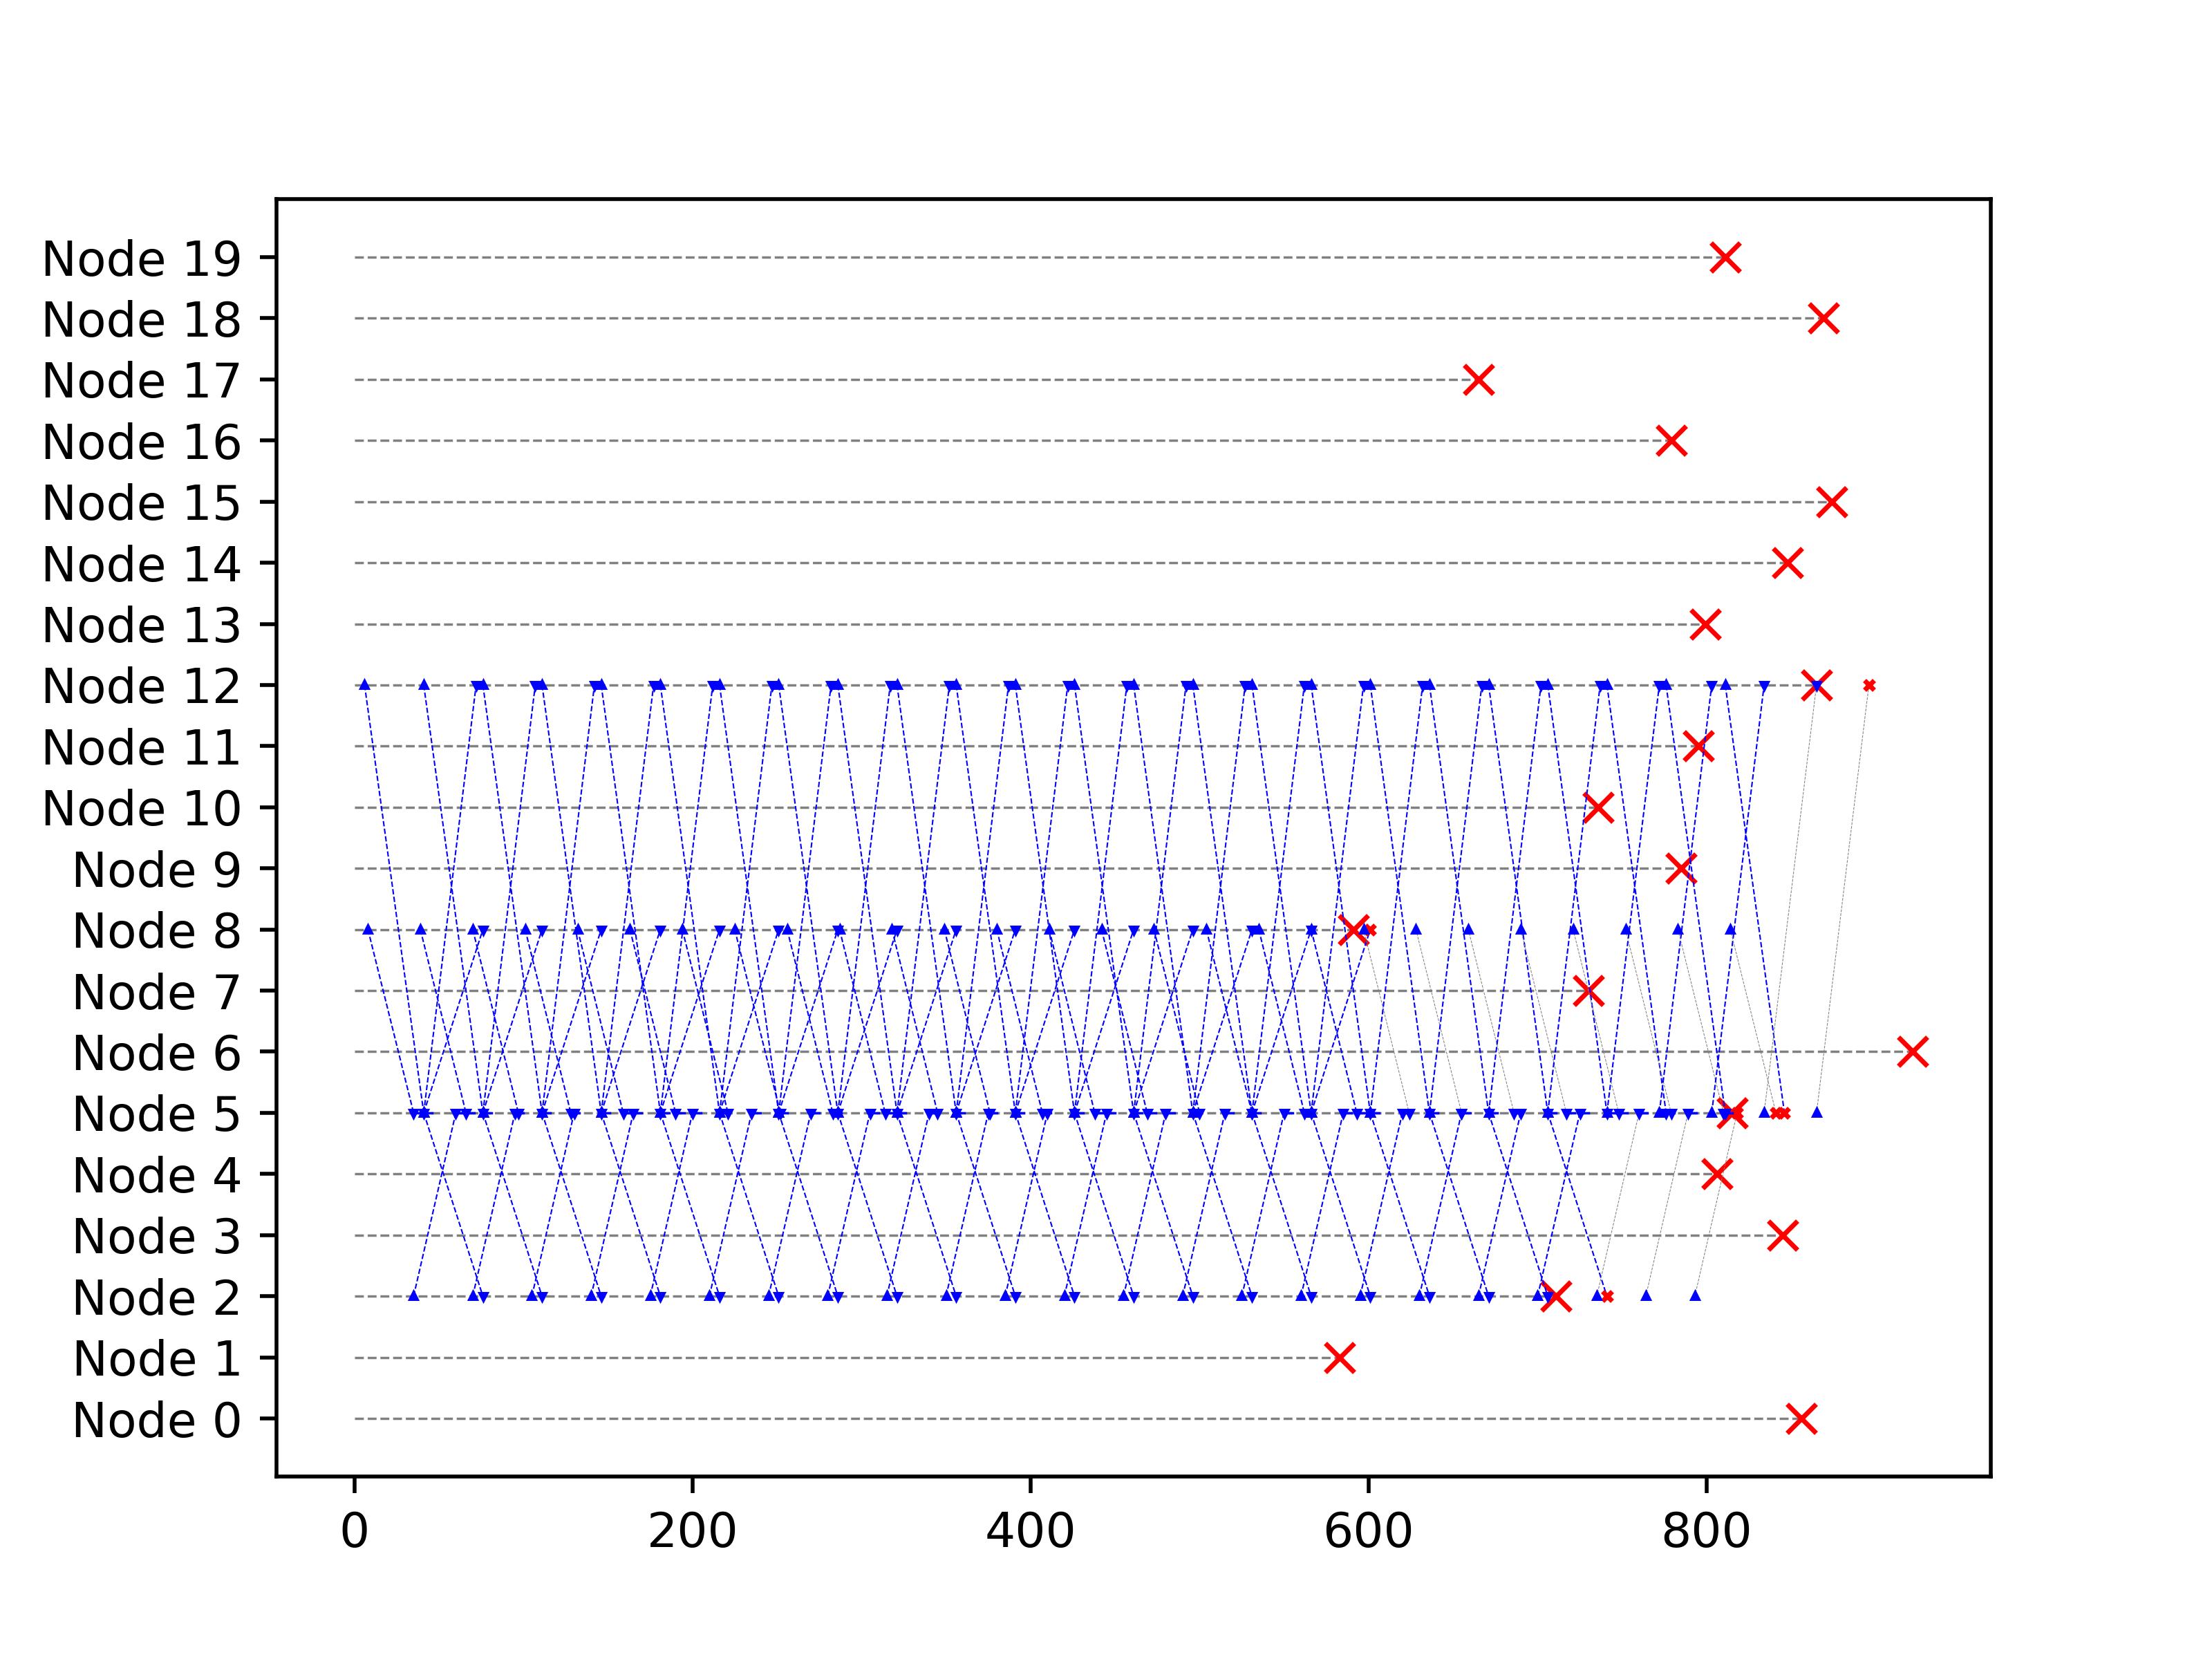 Node 19
Node 18
Node 17
Node 16
Node 15
Node 14
Node 13
Node 12
Node 11
Node 10
Node 9
Node 8
Node 7
Node 6
Node 5
Node 4
Node 3
Node 2
Node 1
Node 0
0 200 400 600 800